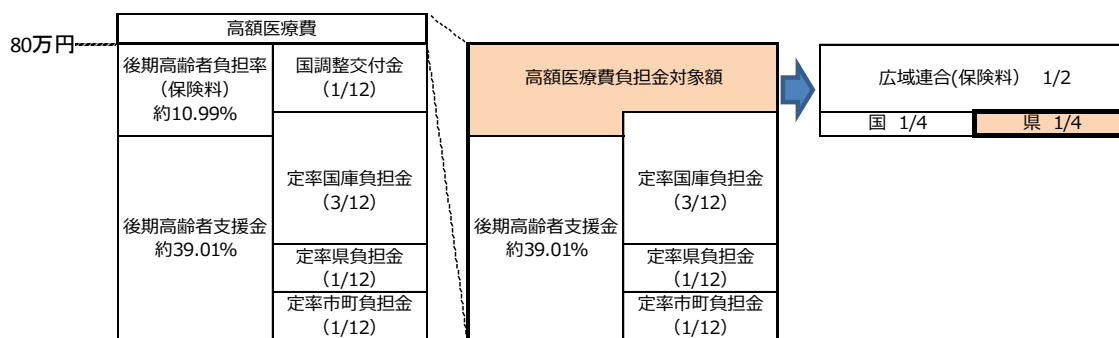 80万円
高額医療費
後期高齢者負担率
（保険料）
約10.99%
国調整交付金
（1/12）
後期高齢者支援金
約39.01%
定率国庫負担金
（3/12）
定率県負担金
（1/12）
定率市町負担金
（1/12）
高額医療費負担金対象額
後期高齢者支援金
約39.01%
定率国庫負担金
（3/12）
定率県負担金
（1/12）
定率市町負担金
（1/12）
広域連合(保険料） 1/2
国 1/4
県 1/4